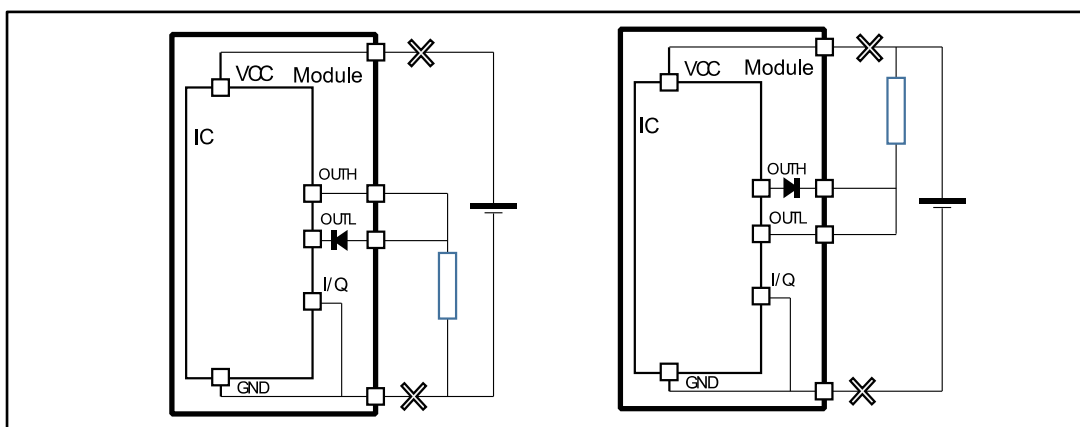 VCC
Module
IC
OUTH
OUTL
I/Q
GND
VCC
Module
IC
OUTH
OUTL
I/Q
GND